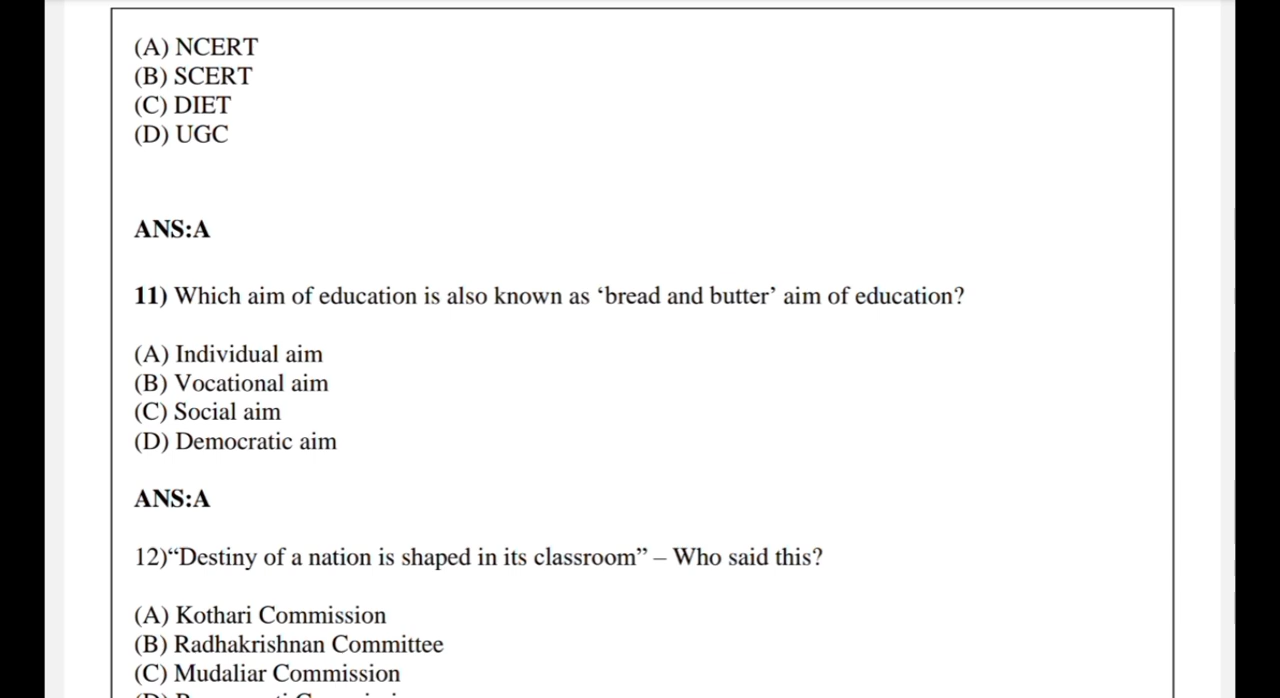 (A) NCERT
(B) SCERT
(C) DIET
(D) UGC
ANS:A
11) Which aim of education is also known as ‘bread and butter’ aim of education?
(A) Individual aim
(B) Vocational aim
(C) Social aim
(D) Democratic aim
ANS:A
12)“Destiny of a nation is shaped in its classroom” – Who said this?
(A) Kothari Commission
(B) Radhakrishnan Committee
(C) Mudaliar Commission